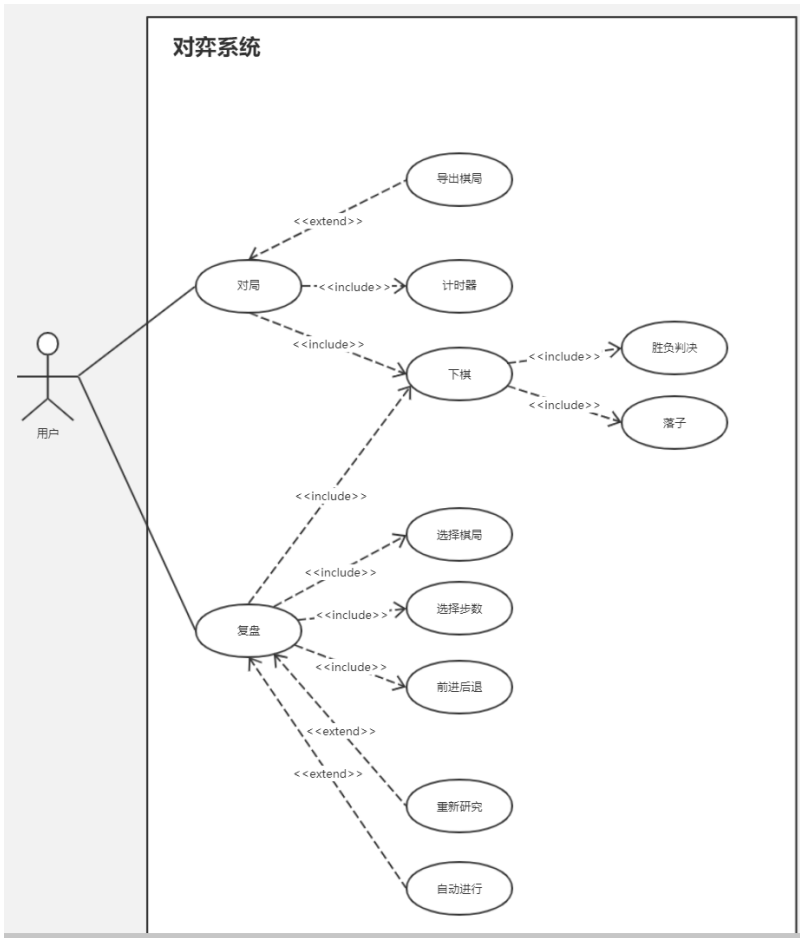 对弈系统
导出棋局
<<extend>>
对局
<<include>>
计时器
<<include>>
胜负判决
<<include>>
下棋
<<include>>
落子
用户
<<include>>
选择棋局
<<include>>
选择步数
<<include>>
复盘
<<include>>
前进后退
<<extend>>
<<extend>>
重新研究
自动进行